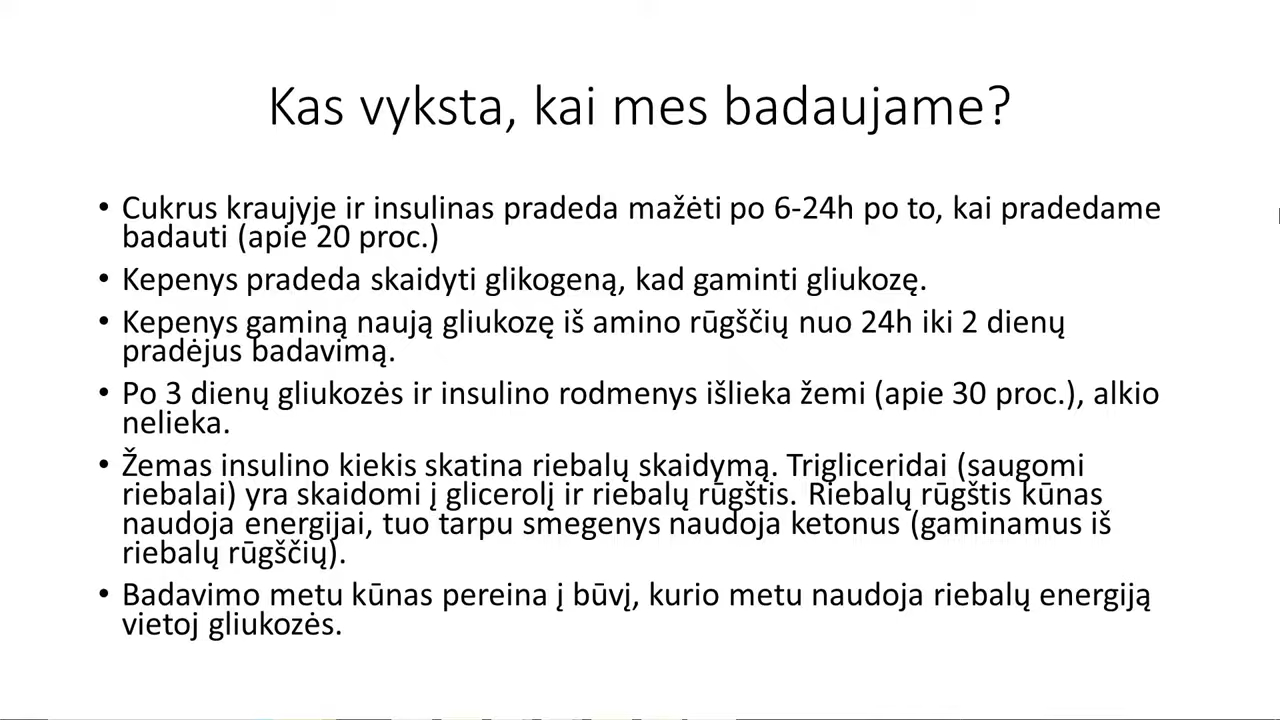 Kas vyksta, kai mes badaujame?
• Cukrus kraujyje ir insulinas pradeda mažėti po 6-24h po to, kai pradedame
badauti (apie 20 proc.)
• Kepenys pradeda skaidyti glikogeną, kad gaminti gliukozę.
• Kepenys gaminą naują gliukozę iš amino rūgščių nuo 24h iki 2 dienų
pradėjus badavimą.
• Po 3 dienų gliukozės ir insulino rodmenys išlieka žemi (apie 30 proc.), alkio
nelieka.
• Žemas insulino kiekis skatina riebalų skaidymą. Trigliceridai (saugomi
riebalai) yra skaidomi į glicerolį ir riebalų rūgštis. Riebalų rūgštis kūnas
naudoja energijai, tuo tarpu smegenys naudoja ketonus (gaminamus iš
riebalų rūgščių).
• Badavimo metu kūnas pereina į būvį, kurio metu naudoja riebalų energiją
vietoj gliukozės.